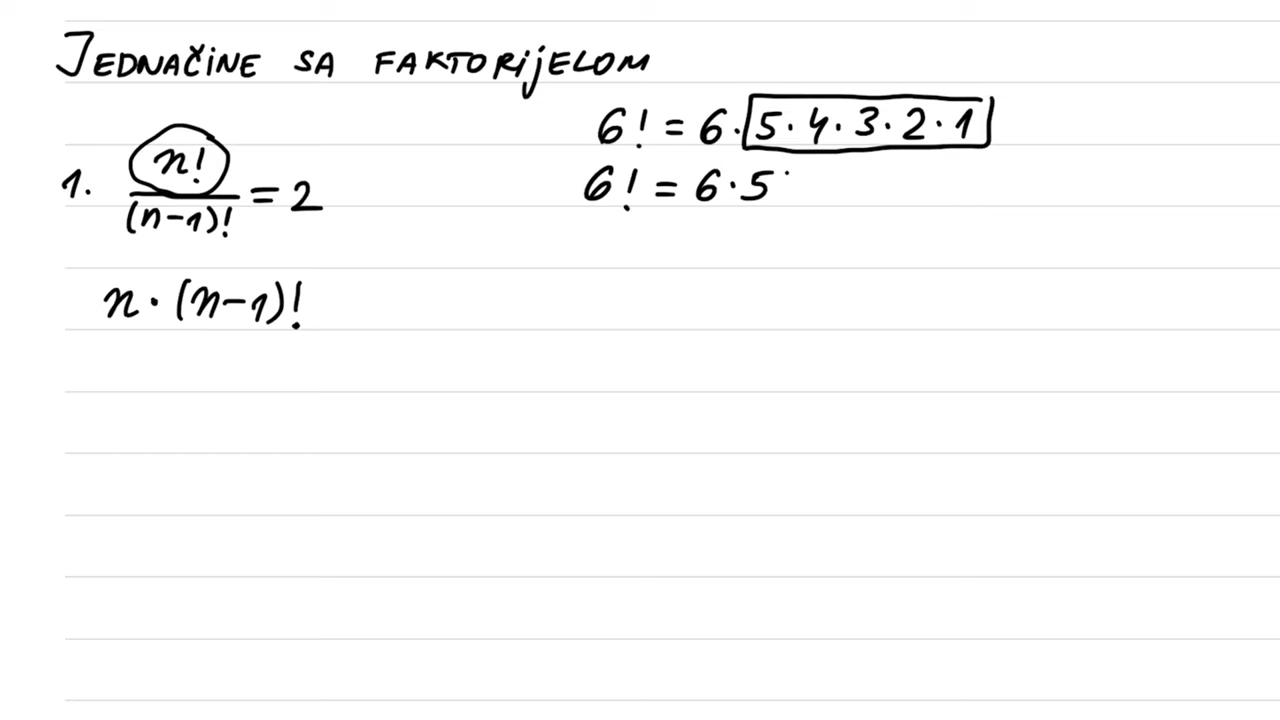 JEDNAČINE SA FAKTORIJELOM
6! = 6·5·4·3·2·1
6! = 6·5·
1. n!/(n-1)! = 2
n·(n-1)!